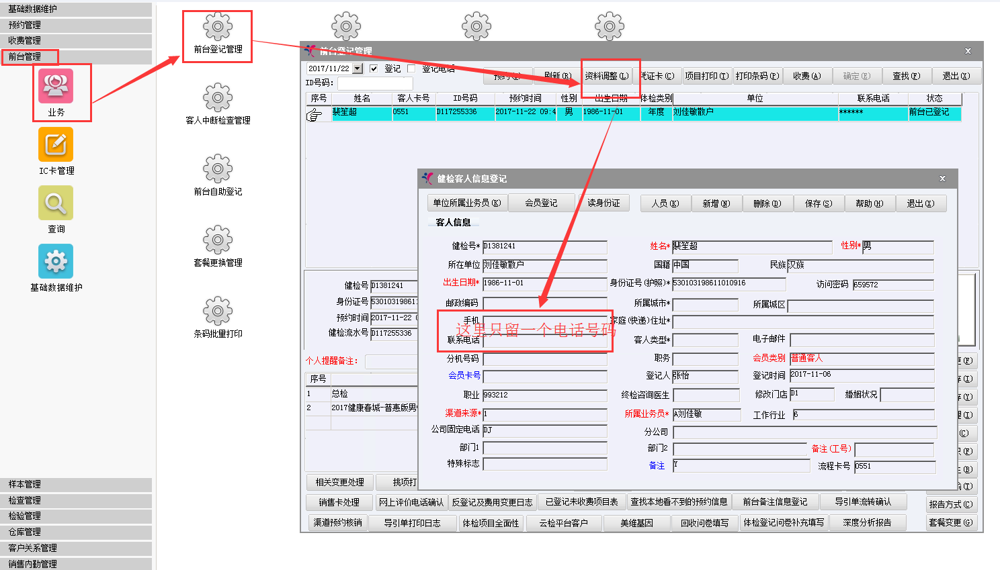 基础数据维护
预约管理
收费管理
前台管理
业务
IC卡管理
查询
基础数据维护
样本管理
检查管理
检验管理
仓库管理
客户关系管理
销售内勤管理
前台登记管理
客人中断检查管理
前台自助登记
套餐更换管理
条码批量打印
前台登记管理
x
2017/11/22 登记 登记电话
ID号码:
刷新(R) 资料调整(L) 凭证卡(C) 项目打印(T) 打印条码(P) 收费(A) 确定(E) 查找(F) 退出(X)
序号 姓名 客人卡号 ID号码 预约时间 性别 出生日期 体检类别 单位 联系电话 状态
裴笙超 0551 D117255336 2017-11-22 09:4 男 1986-11-01 年度 刘佳敏散户 ****** 前台已登记
健检号 D1381241
身份证号 530103198611
预约时间 2017-11-22
健检流水号 D117255336
个人提醒备注:
序号
1 总检
2 2017健康春城-普惠版男
健检客人信息登记
x
单位所属业务员(K) 会员登记 读身份证 人员(K) 新增(N) 删除(D) 保存(S) 帮助(H) 退出(X)
客人信息
健检号* D1381241 姓名* 裴笙超 性别* 男
所在单位 刘佳敏散户 国籍 中国 民族 汉族
出生日期* 1986-11-01 身份证号(护照)* 530103198611010916 访问密码 659572
邮政编码 所属城市* 所属城区
手机 家庭(快递)住址*
这里只留一个电话号码
联系电话 客人类型* 电子邮件
分机号码 职务 会员类别 普通客人
会员卡号 登记人 张怡 登记时间 2017-11-06
职业 993212 终检咨询医生 修改门店 D1 婚姻状况
渠道来源* 1 所属业务员* A刘佳敏 工作行业 6
公司固定电话 DJ 分公司
部门1 部门2 备注(工号)
特殊标志 备注 Y 流程卡号 0551
相关变更处理 挑项打
销售卡处理 网上评价电话确认 反登记及费用变更日志 已登记未收费项目表 查找本地看不到的预约信息 前台备注信息登记 导引单流转确认 报告方式(C)
渠道预约核销 导引单打印日志 体检项目全面性 云检平台客户 美维基因 回收问卷填写 体检登记问卷补充填写 深度分析报告 套餐变更(G)